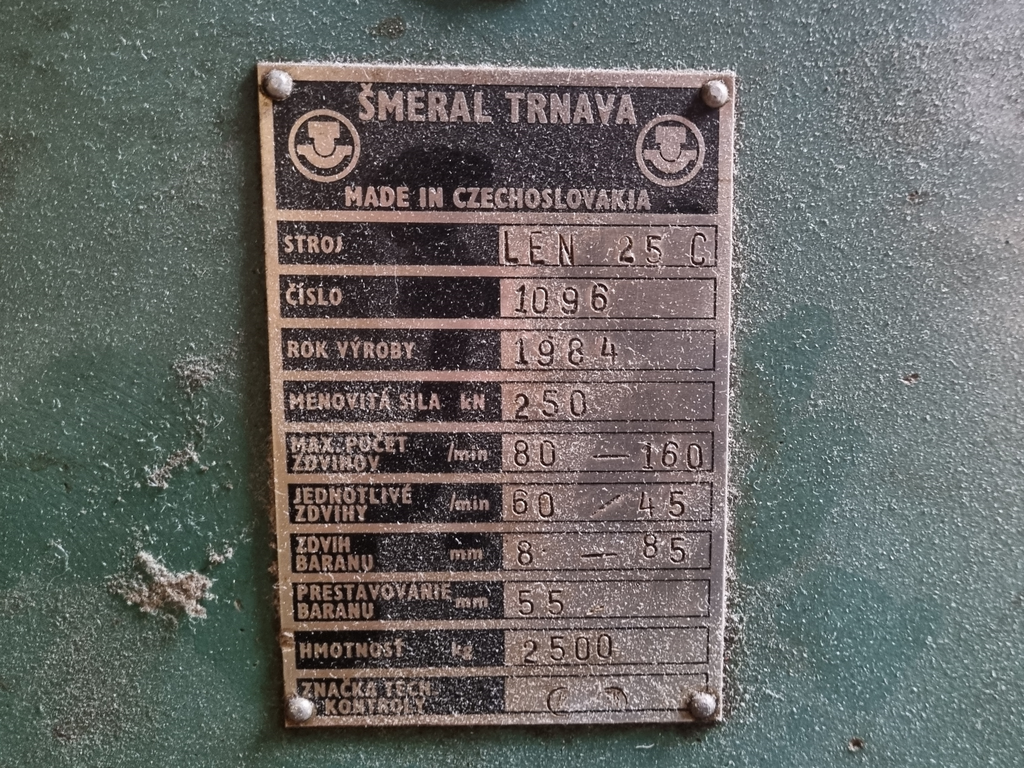 ŠMERAL TRNAVA
MADE IN CZECHOSLOVAKIA
STROJ LEN 25 C
ČÍSLO 1096
ROK VÝROBY 1984
MENOVITÁ SILA kN 250
MAX. POČET ZDVIHOV /min 80 — 160
JEDNOTLIVÉ ZDVIHY /min 60 / 45
ZDVIH BARANU mm 8 — 85
PRESTAVOVANIE BARANU mm 55
HMOTNOSŤ kg 2500
ZNAČKA TECH. KONTROLY